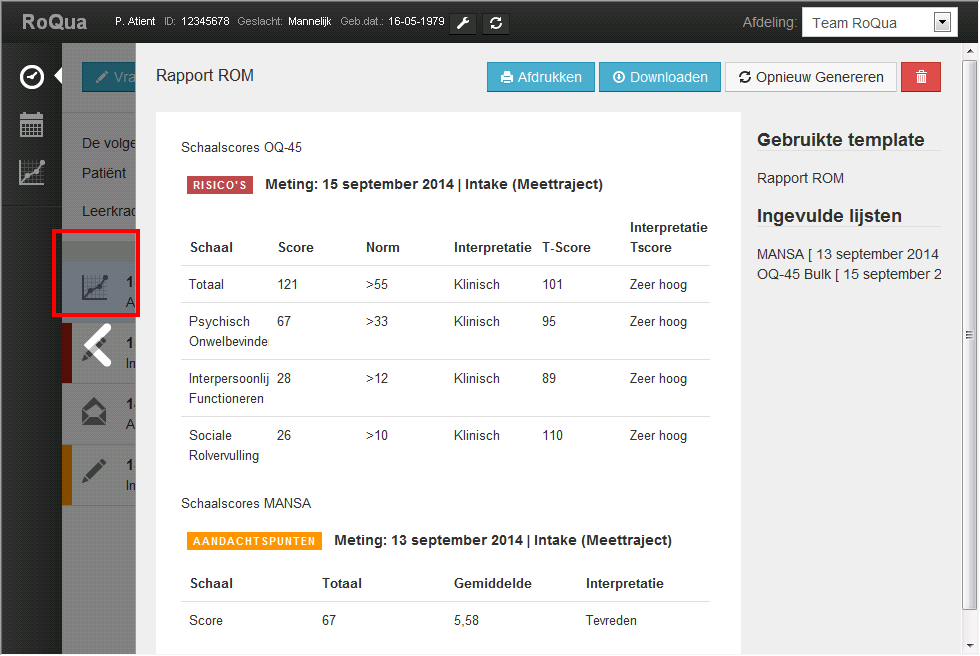 RoQua P. Atient ID: 12345678 Geslacht: Mannelijk Geb.dat.: 16-05-1979 Afdeling: Team RoQua
Vra
De volge
Patiënt
Leerkrac
1
A
1
In
1
A
1
In
Rapport ROM Afdrukken Downloaden Opnieuw Genereren
Schaalscores OQ-45
RISICO'S Meting: 15 september 2014 | Intake (Meettraject)
Schaal Score Norm Interpretatie T-Score Interpretatie
Tscore
Totaal 121 >55 Klinisch 101 Zeer hoog
Psychisch 67 >33 Klinisch 95 Zeer hoog
Onwelbevinde
Interpersoonlij 28 >12 Klinisch 89 Zeer hoog
Functioneren
Sociale 26 >10 Klinisch 110 Zeer hoog
Rolvervulling
Schaalscores MANSA
AANDACHTSPUNTEN Meting: 13 september 2014 | Intake (Meettraject)
Schaal Totaal Gemiddelde Interpretatie
Score 67 5,58 Tevreden
Gebruikte template
Rapport ROM
Ingevulde lijsten
MANSA [ 13 september 2014
OQ-45 Bulk [ 15 september 2